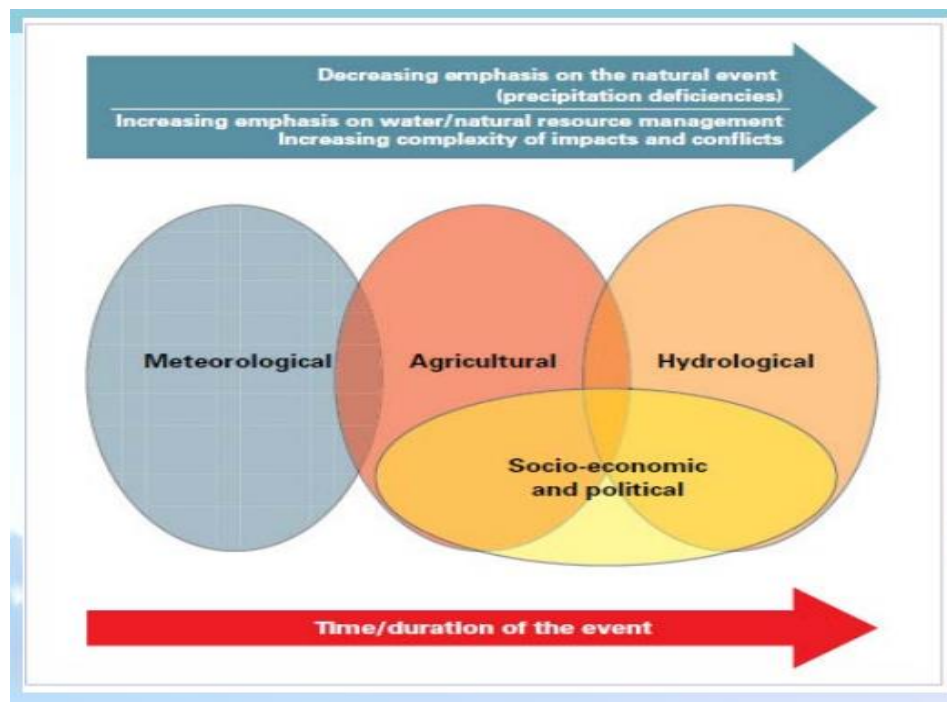 Decreasing emphasis on the natural event
(precipitation deficiencies)
Increasing emphasis on water/natural resource management
Increasing complexity of impacts and conflicts
Meteorological
Agricultural
Hydrological
Socio-economic
and political
Time/duration of the event